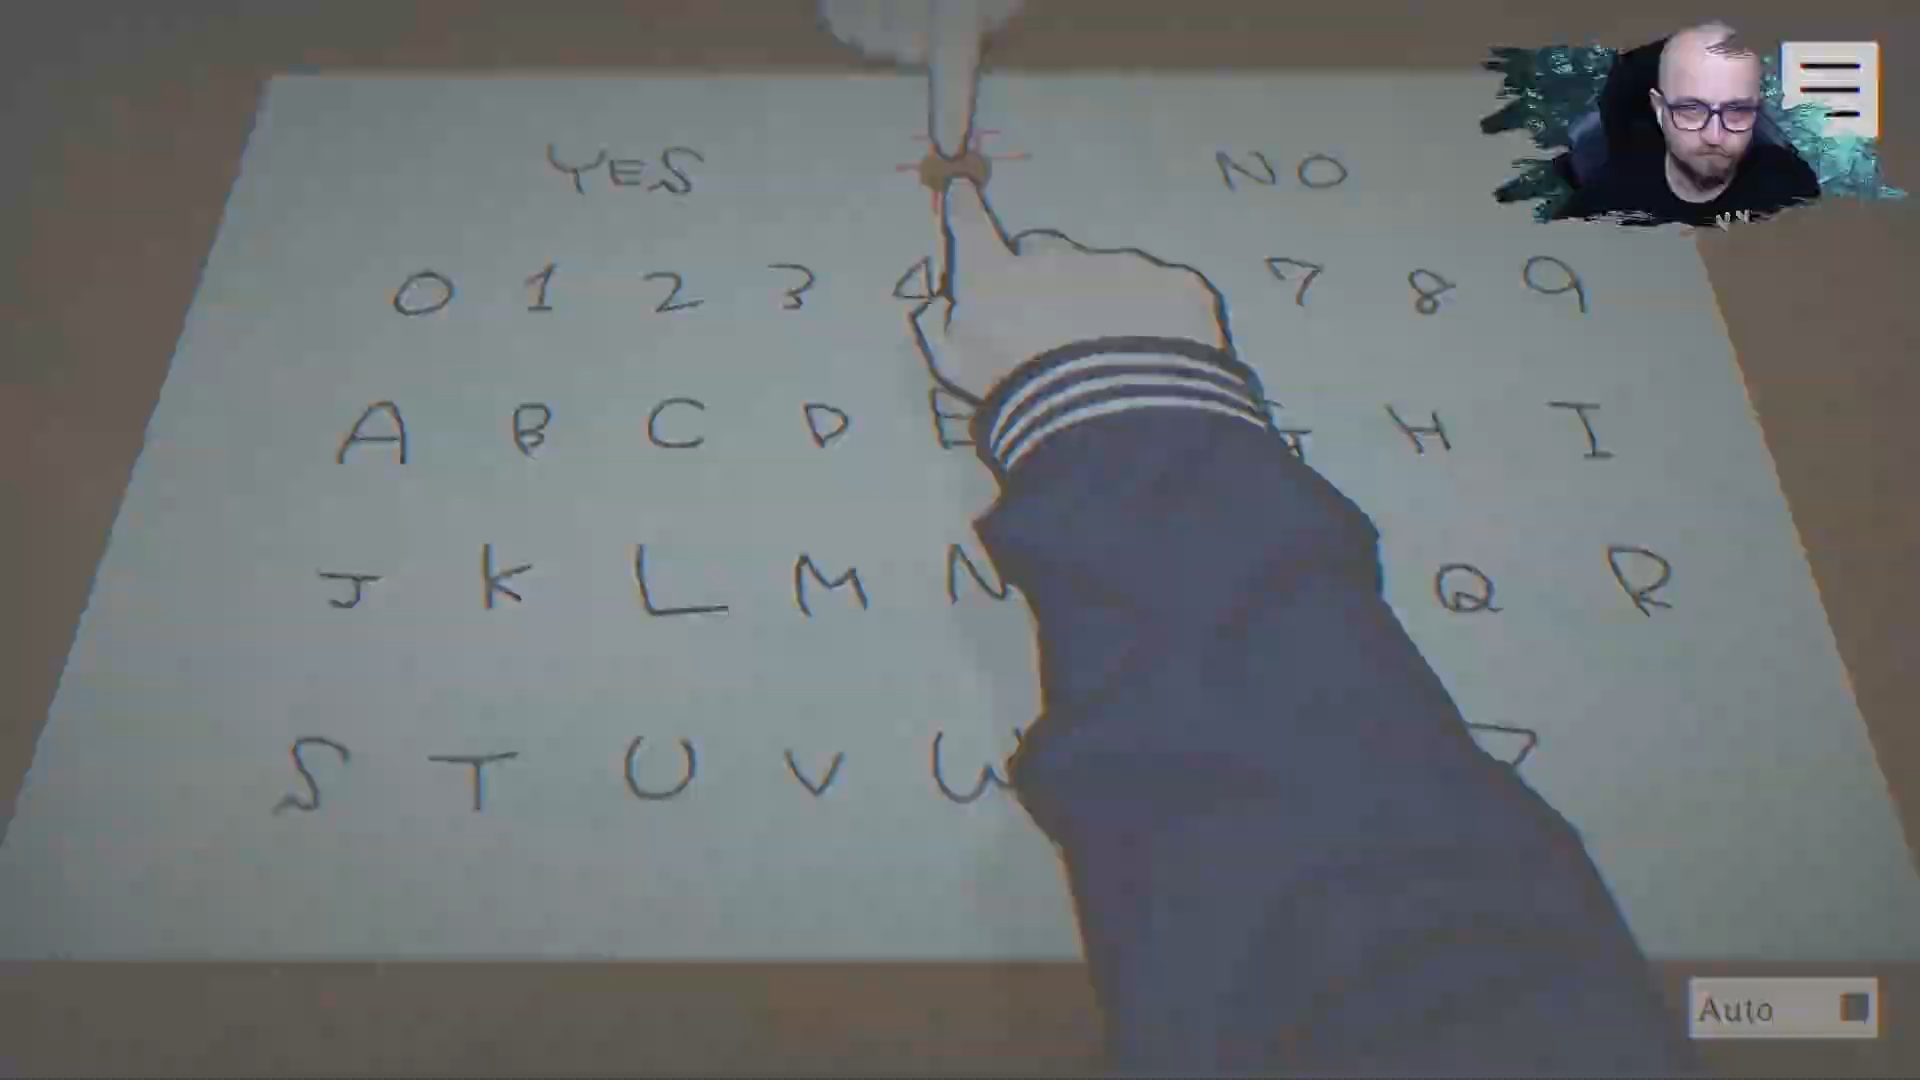 YES NO
0 1 2 3 4 7 8 9
A B C D E G H I
J K L M N Q R
S T U V W Z
Auto